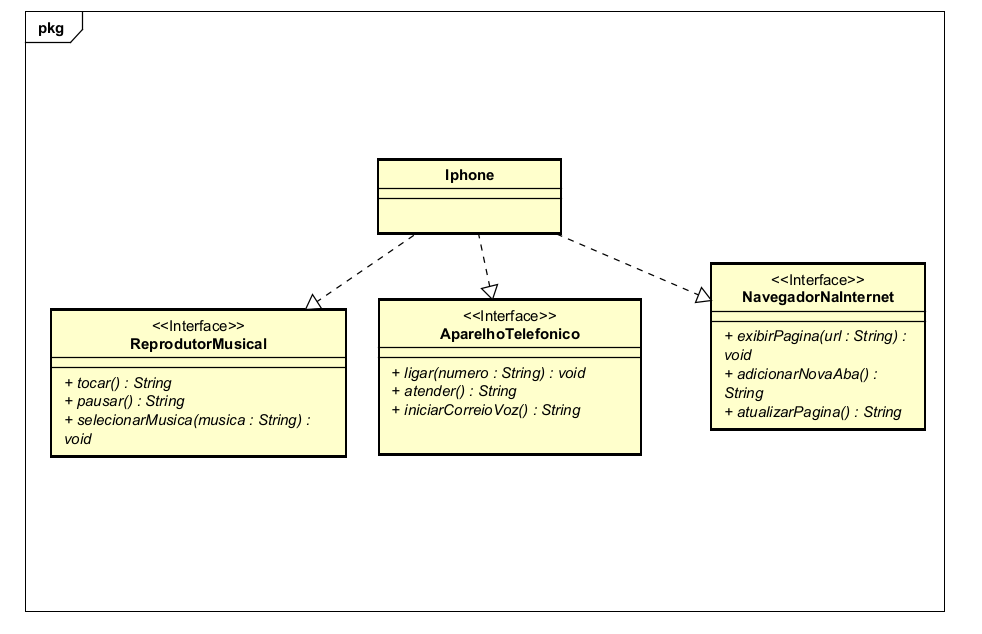 pkg
Iphone
<<Interface>>
ReprodutorMusical
+ tocar() : String
+ pausar() : String
+ selecionarMusica(musica : String) :
void
<<Interface>>
AparelhoTelefonico
+ ligar(numero : String) : void
+ atender() : String
+ iniciarCorreioVoz() : String
<<Interface>>
NavegadorNaInternet
+ exibirPagina(url : String) :
void
+ adicionarNovaAba() :
String
+ atualizarPagina() : String